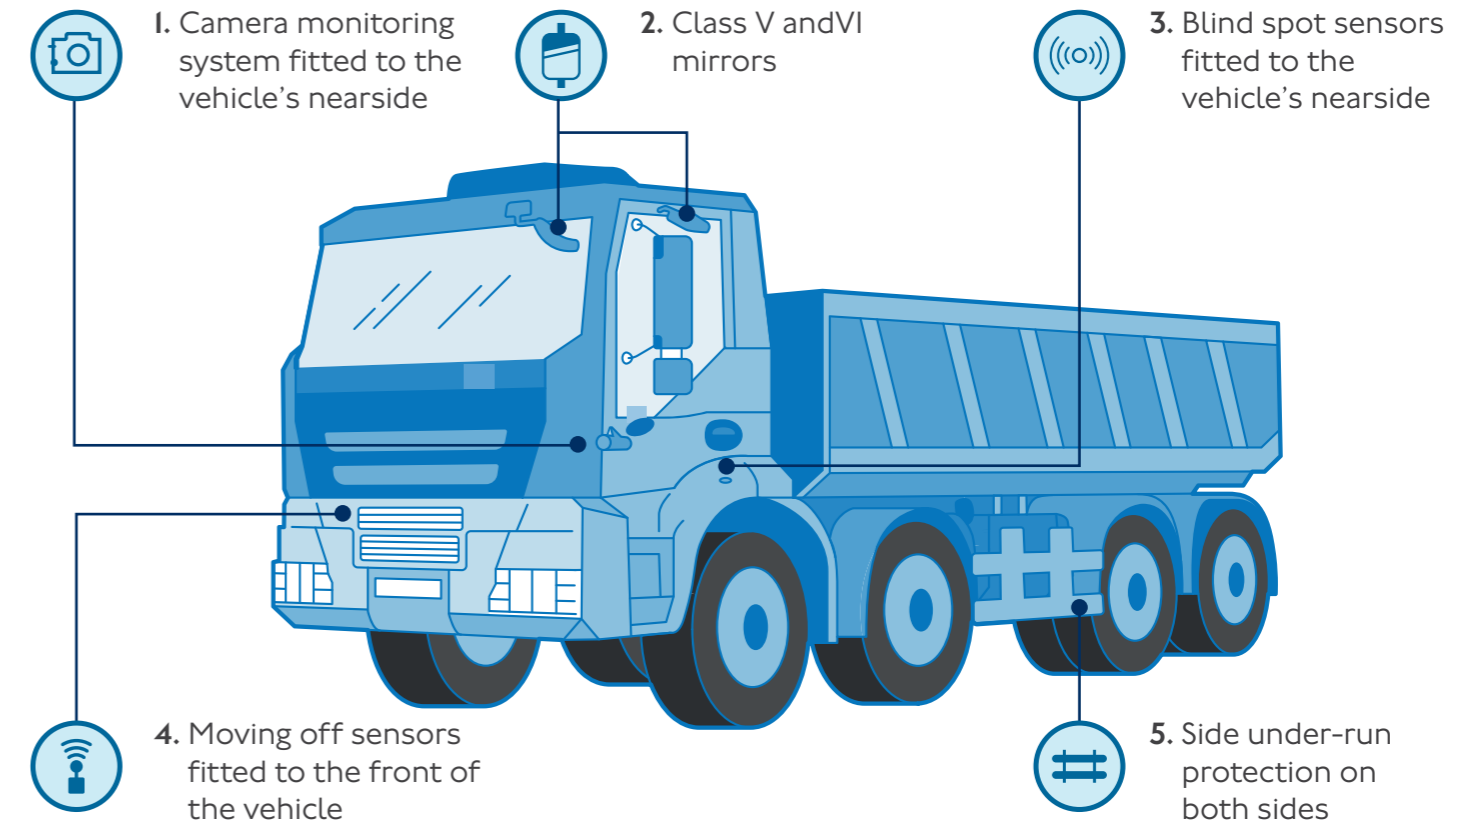 1. Camera monitoring
system fitted to the
vehicle’s nearside
2. Class V andVI
mirrors
3. Blind spot sensors
fitted to the
vehicle’s nearside
4. Moving off sensors
fitted to the front of
the vehicle
5. Side under-run
protection on
both sides